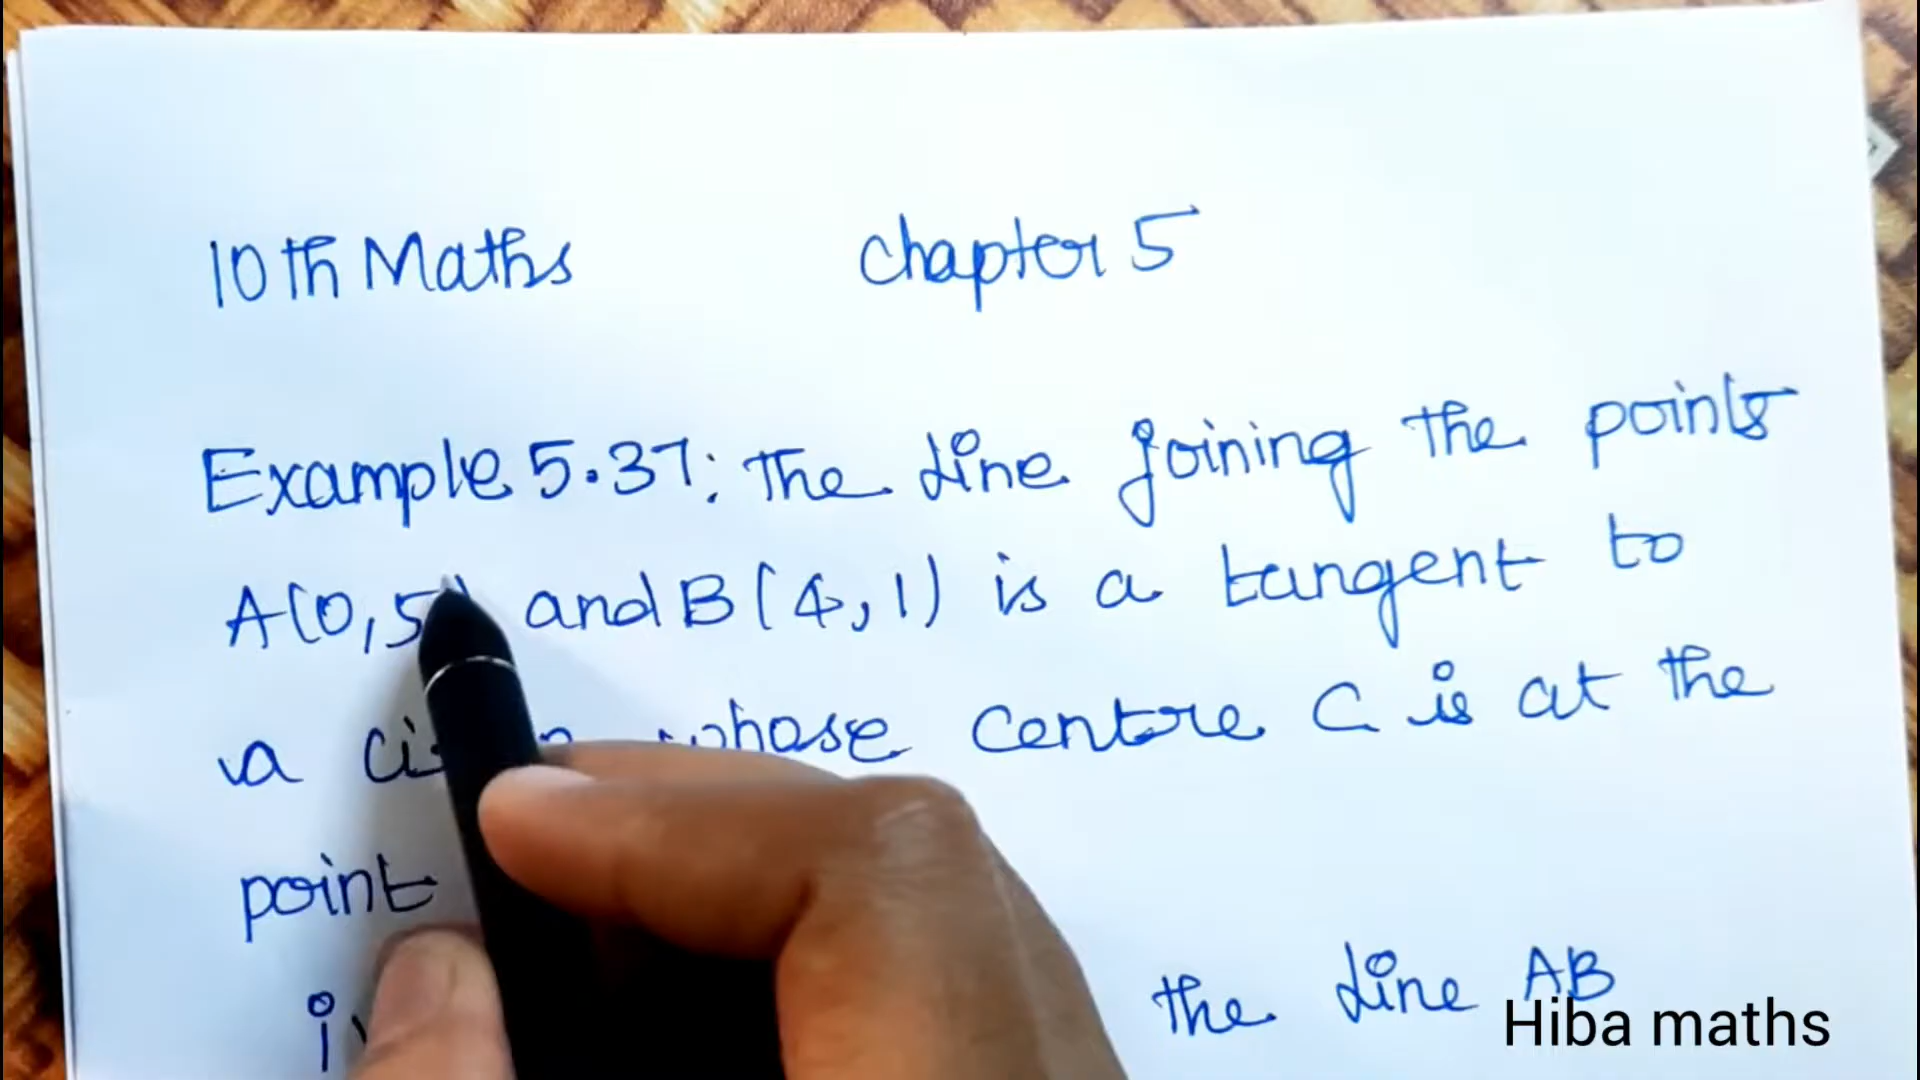 10th Maths chapter 5
Example 5.37: The line joining the points
A(0,5) and B(4,1) is a tangent to
a whose centre C is at the
point
the line AB
Hiba maths